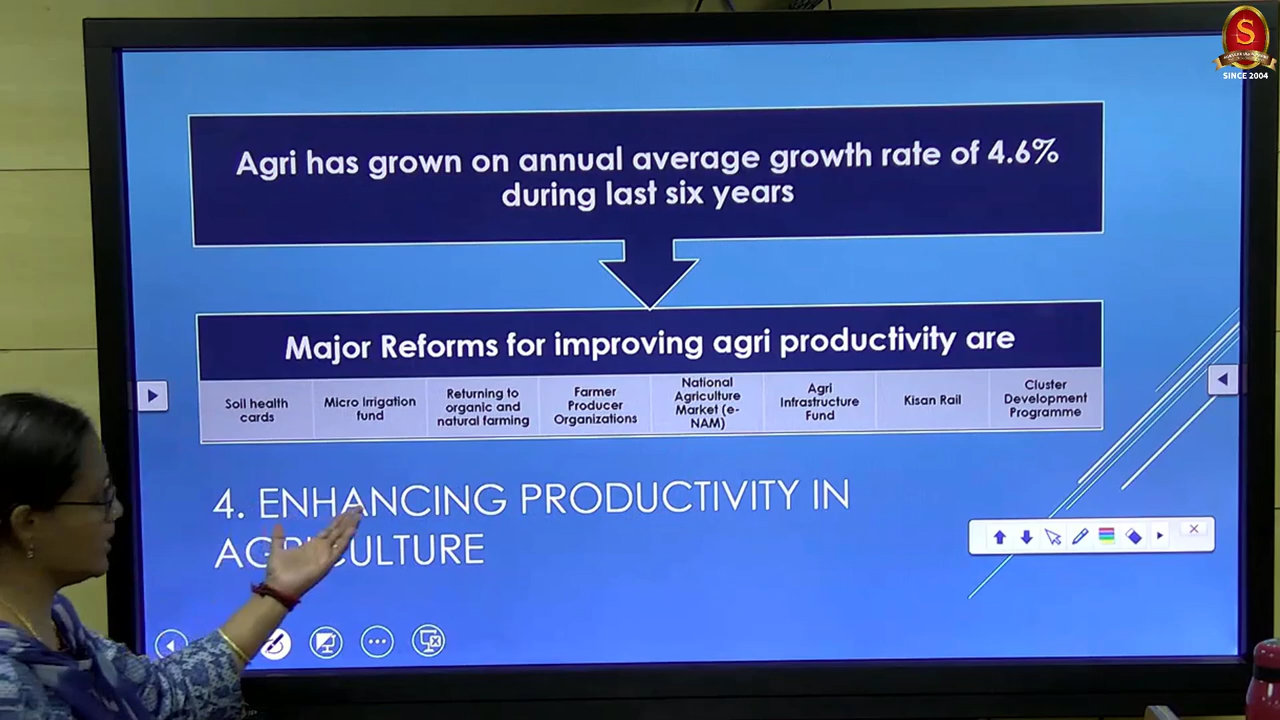 S
SINCE 2004
Agri has grown on annual average growth rate of 4.6%
during last six years
Major Reforms for improving agri productivity are
Soil health
cards
Micro Irrigation
fund
Returning to
organic and
natural farming
Farmer
Producer
Organizations
National
Agriculture
Market (e-
NAM)
Agri
Infrastructure
Fund
Kisan Rail
Cluster
Development
Programme
4. ENHANCING PRODUCTIVITY IN
AGRICULTURE